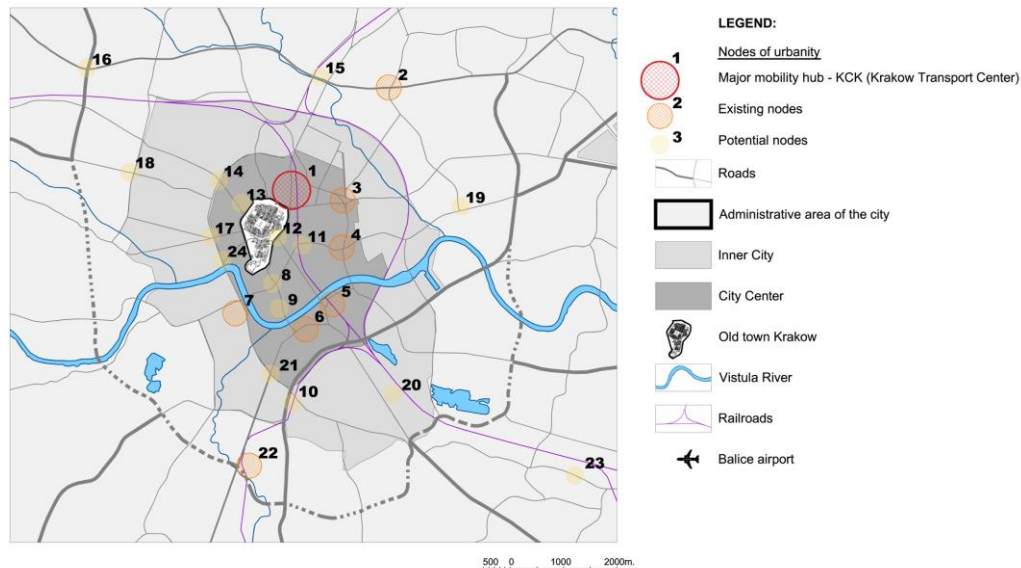 16
15
2
18
14
1
3
13
19
17
12
11
4
24
8
7
9
5
6
21
10
20
22
23
LEGEND:
Nodes of urbanity
1
Major mobility hub - KCK (Krakow Transport Center)
2
Existing nodes
3
Potential nodes
Roads
Administrative area of the city
Inner City
City Center
Old town Krakow
Vistula River
Railroads
Balice airport
500 0 1000 2000m.